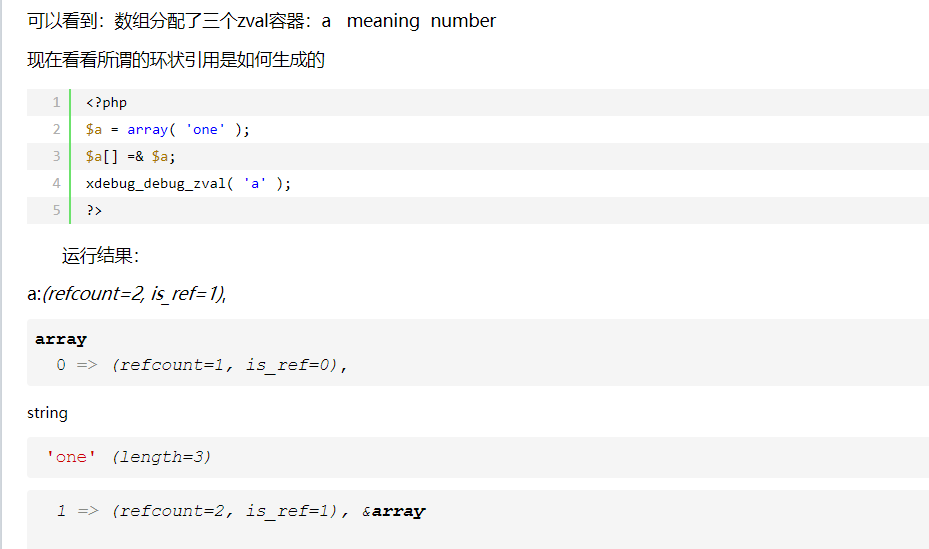 可以看到：数组分配了三个zval容器：a meaning number
现在看看所谓的环状引用是如何生成的
1 <?php
2 $a = array( 'one' );
3 $a[] =& $a;
4 xdebug_debug_zval( 'a' );
5 ?>
运行结果：
a:(refcount=2, is_ref=1),
array
0 => (refcount=1, is_ref=0),
string
'one' (length=3)
1 => (refcount=2, is_ref=1), &array